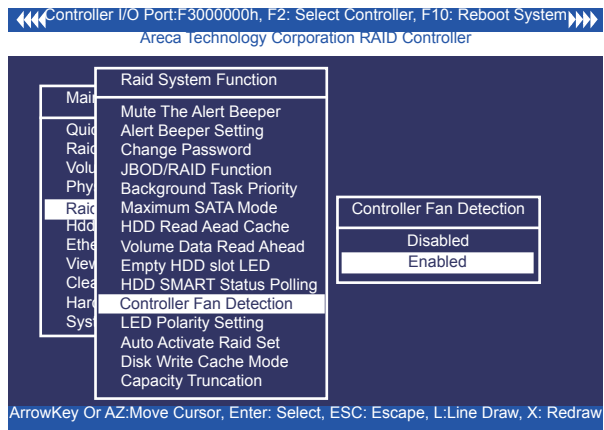 Controller I/O Port:F3000000h, F2: Select Controller, F10: Reboot System
Areca Technology Corporation RAID Controller
Mai
Quic
Raid
Volu
Phy
Raid
Hdd
Ethe
View
Clea
Hard
Syst
Raid System Function
Mute The Alert Beeper
Alert Beeper Setting
Change Password
JBOD/RAID Function
Background Task Priority
Maximum SATA Mode
HDD Read Aead Cache
Volume Data Read Ahead
Empty HDD slot LED
HDD SMART Status Polling
Controller Fan Detection
LED Polarity Setting
Auto Activate Raid Set
Disk Write Cache Mode
Capacity Truncation
Controller Fan Detection
Disabled
Enabled
ArrowKey Or AZ:Move Cursor, Enter: Select, ESC: Escape, L:Line Draw, X: Redraw